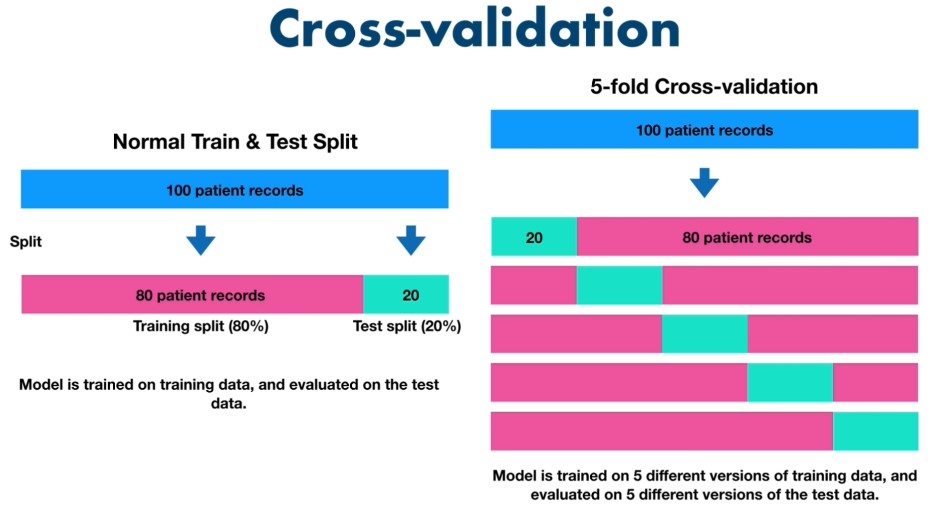 Cross-validation
Normal Train & Test Split
100 patient records
Split
80 patient records
20
Training split (80%)
Test split (20%)
Model is trained on training data, and evaluated on the test
data.
5-fold Cross-validation
100 patient records
20
80 patient records
Model is trained on 5 different versions of training data, and
evaluated on 5 different versions of the test data.